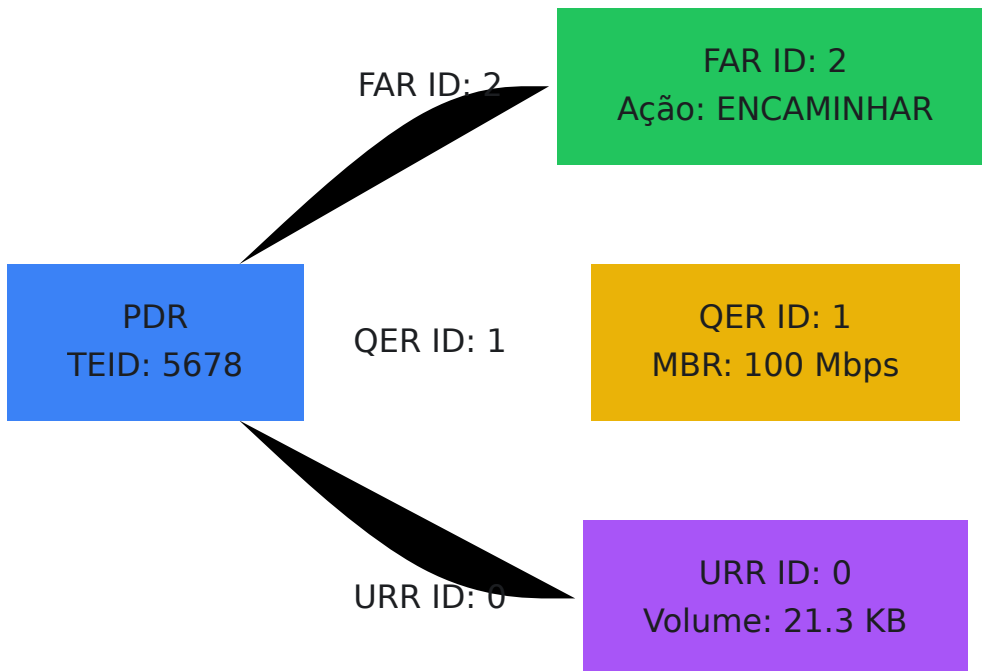 FAR ID: 2
FAR ID: 2
Ação: ENCAMINHAR
PDR
TEID: 5678
QER ID: 1
QER ID: 1
MBR: 100 Mbps
URR ID: 0
URR ID: 0
Volume: 21.3 KB